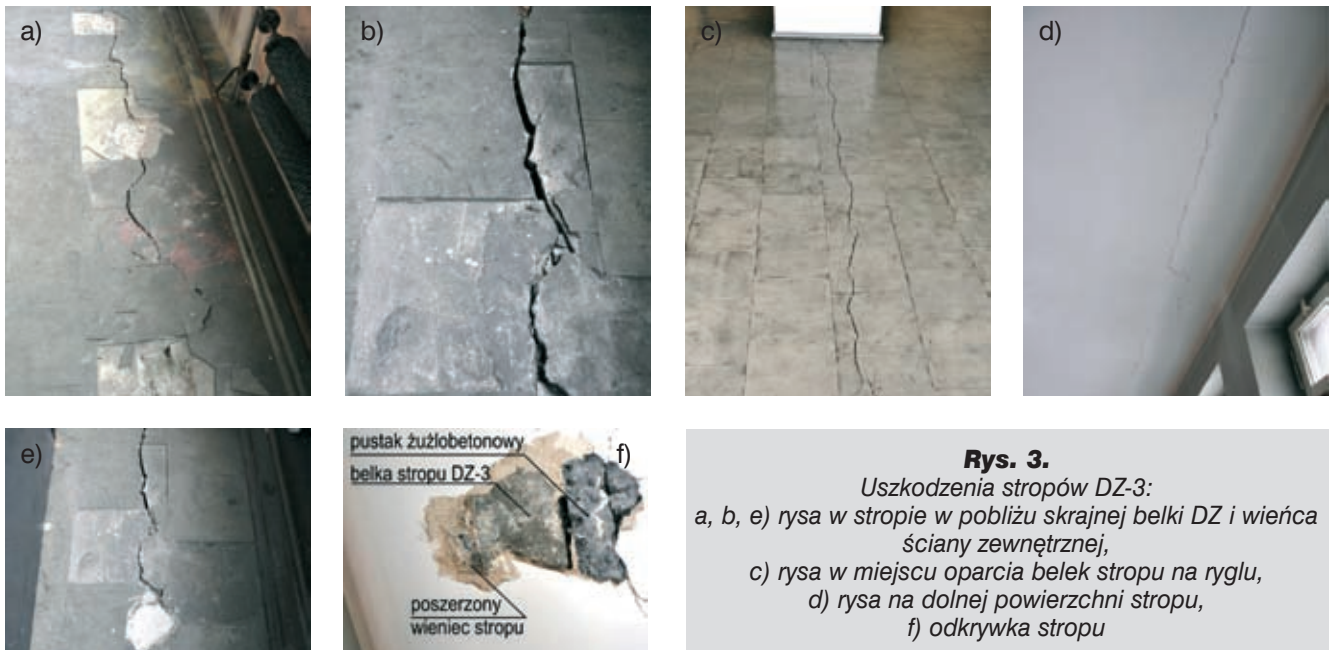 a)
b)
c)
d)
e)
pustak żużlobetonowy
f)
belka stropu DZ-3
poszerzony
wieniec stropu
Rys. 3.
Uszkodzenia stropów DZ-3:
a, b, e) rysa w stropie w pobliżu skrajnej belki DZ i wieńca
ściany zewnętrznej,
c) rysa w miejscu oparcia belek stropu na ryglu,
d) rysa na dolnej powierzchni stropu,
f) odkrywka stropu